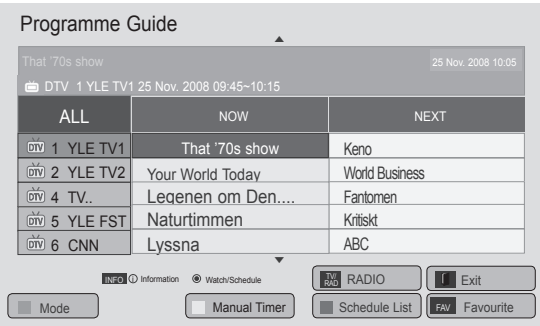 Programme Guide
That '70s show 25 Nov. 2008 10:05
DTV 1 YLE TV1 25 Nov. 2008 09:45~10:15
ALL NOW NEXT
DTV 1 YLE TV1 That '70s show Keno
DTV 2 YLE TV2 Your World Today World Business
DTV 4 TV.. Legenen om Den.... Fantomen
DTV 5 YLE FST Naturtimmen Kritiskt
DTV 6 CNN Lyssna ABC
INFO i Information Watch/Schedule TV/RAD RADIO Exit
Mode Manual Timer Schedule List FAV Favourite